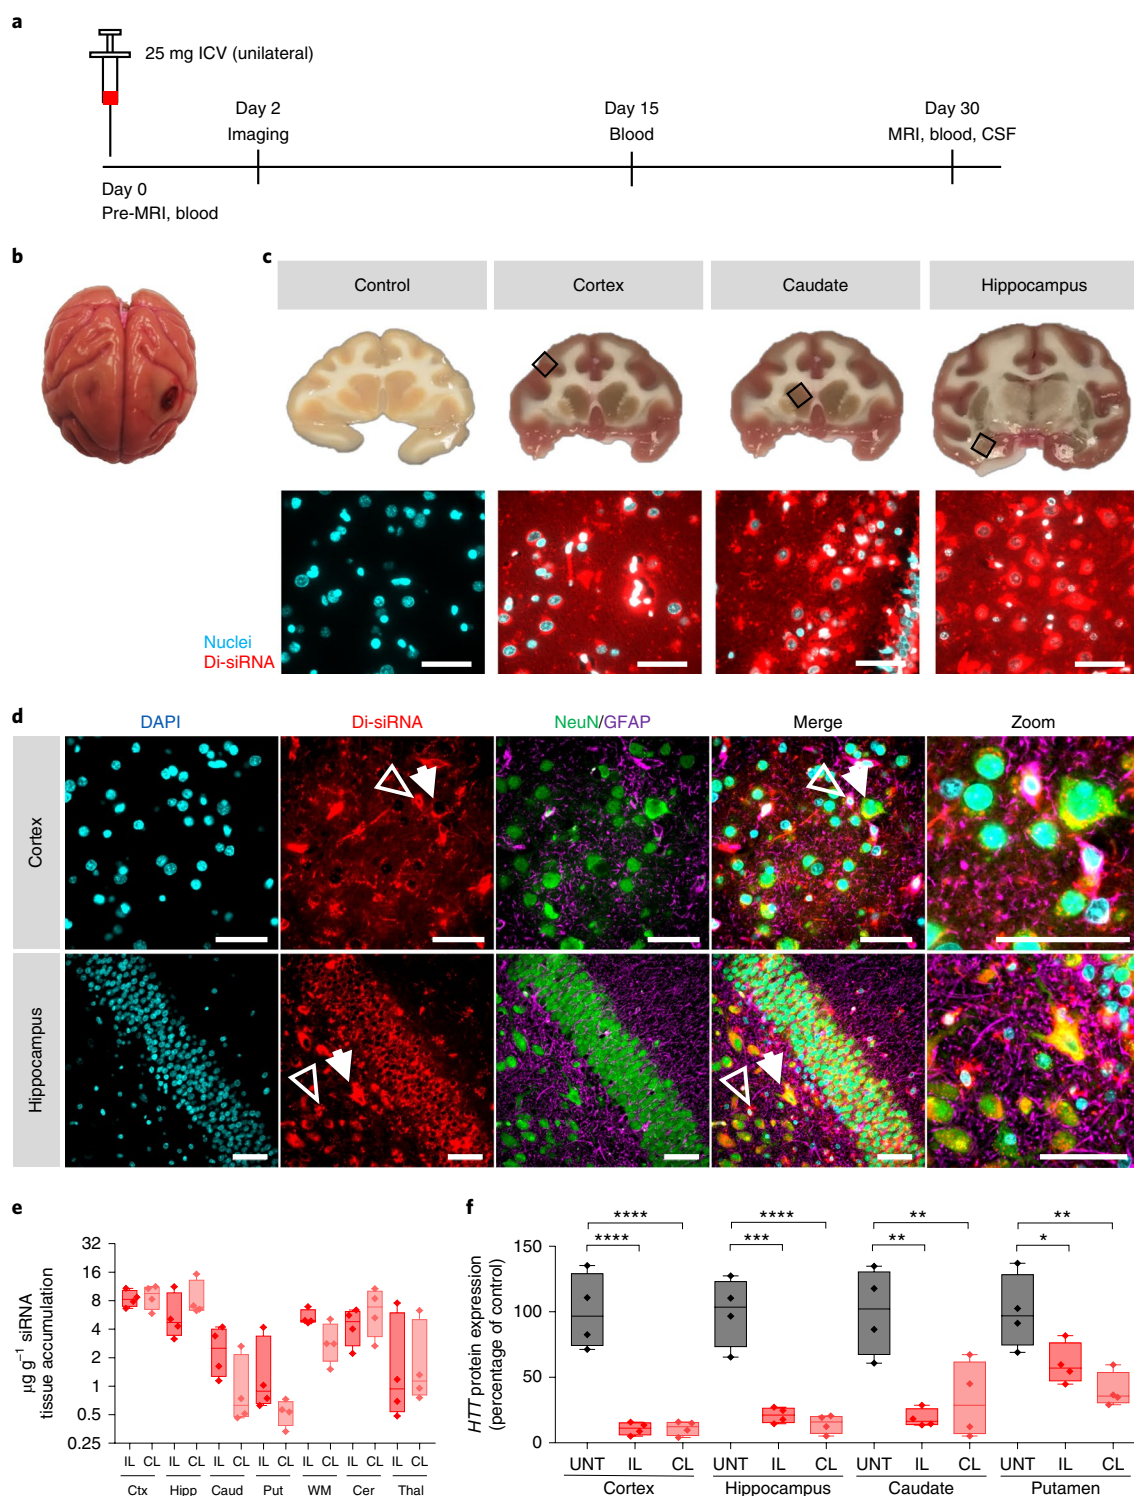 a
25 mg ICV (unilateral)
Day 2
Imaging
Day 15
Blood
Day 30
MRI, blood, CSF
Day 0
Pre-MRI, blood
b
c
Control
Cortex
Caudate
Hippocampus
Nuclei
Di-siRNA
d
DAPI
Di-siRNA
NeuN/GFAP
Merge
Zoom
Cortex
Hippocampus
e
µg g⁻¹ siRNA
tissue accumulation
32
16
8
4
2
1
0.5
0.25
IL CL IL CL IL CL IL CL IL CL IL CL IL CL
Ctx Hipp Caud Put WM Cer Thal
f
HTT protein expression
(percentage of control)
150
100
50
0
**** **** ** **
**** *** ** *
UNT IL CL UNT IL CL UNT IL CL UNT IL CL
Cortex Hippocampus Caudate Putamen